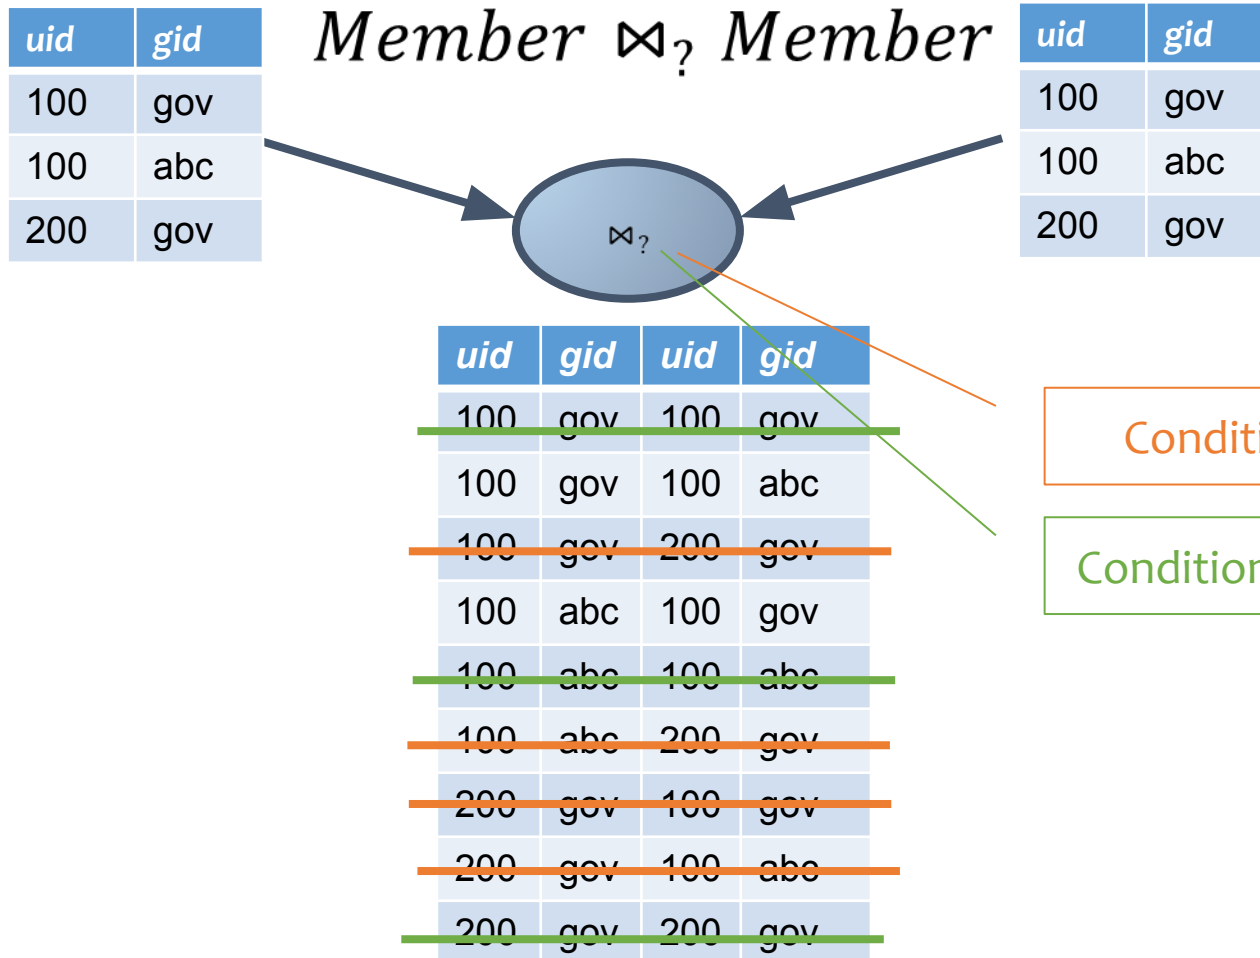 Member ⋈? Member
uid gid
100 gov
100 abc
200 gov
uid gid
100 gov
100 abc
200 gov
⋈?
uid gid uid gid
100 gov 100 gov
100 gov 100 abc
100 gov 200 gov
100 abc 100 gov
100 abc 100 abc
100 abc 200 gov
200 gov 100 gov
200 gov 100 abc
200 gov 200 gov
Conditi
Condition